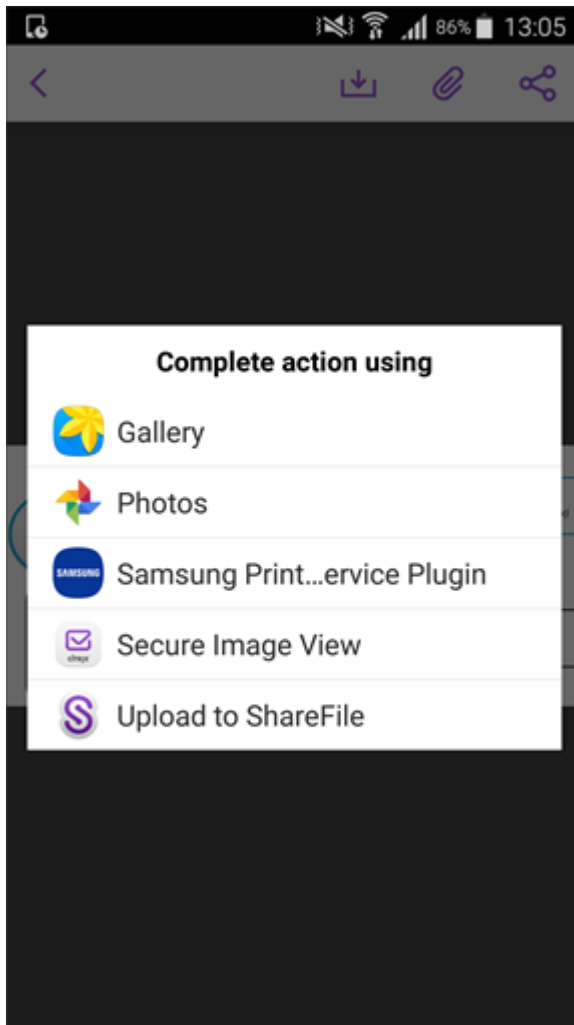 86% 13:05
Complete action using
Gallery
Photos
SAMSUNG
Samsung Print...ervice Plugin
citrix
Secure Image View
Upload to ShareFile